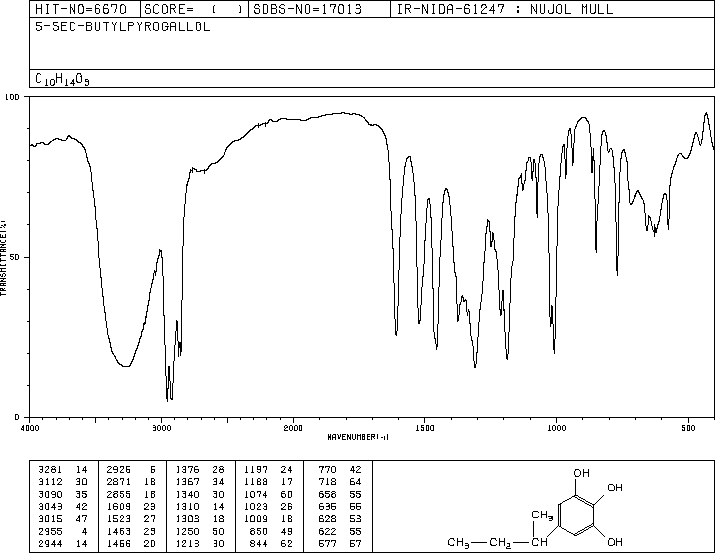 HIT-NO=6670 SCORE= ( ) SDBS-NO=17013 IR-NIDA-61247 : NUJOL MULL
5-SEC-BUTYLPYROGALLOL
C10H14O3
100
TRANSMITTANCE(%)
50
0
4000 3000 2000 1500 1000 500
WAVENUMBER(-1)
3281 14 2926 6 1376 28 1197 24 770 42
3112 30 2871 18 1367 34 1188 17 718 64
3090 35 2855 18 1340 30 1074 60 658 55
3043 42 1609 29 1310 14 1023 26 636 55
3015 47 1523 27 1303 18 1009 18 628 53
2955 4 1463 29 1250 50 850 49 622 55
2944 14 1456 20 1213 30 844 62 577 57
OH
OH
CH3
CH3 CH2 CH OH